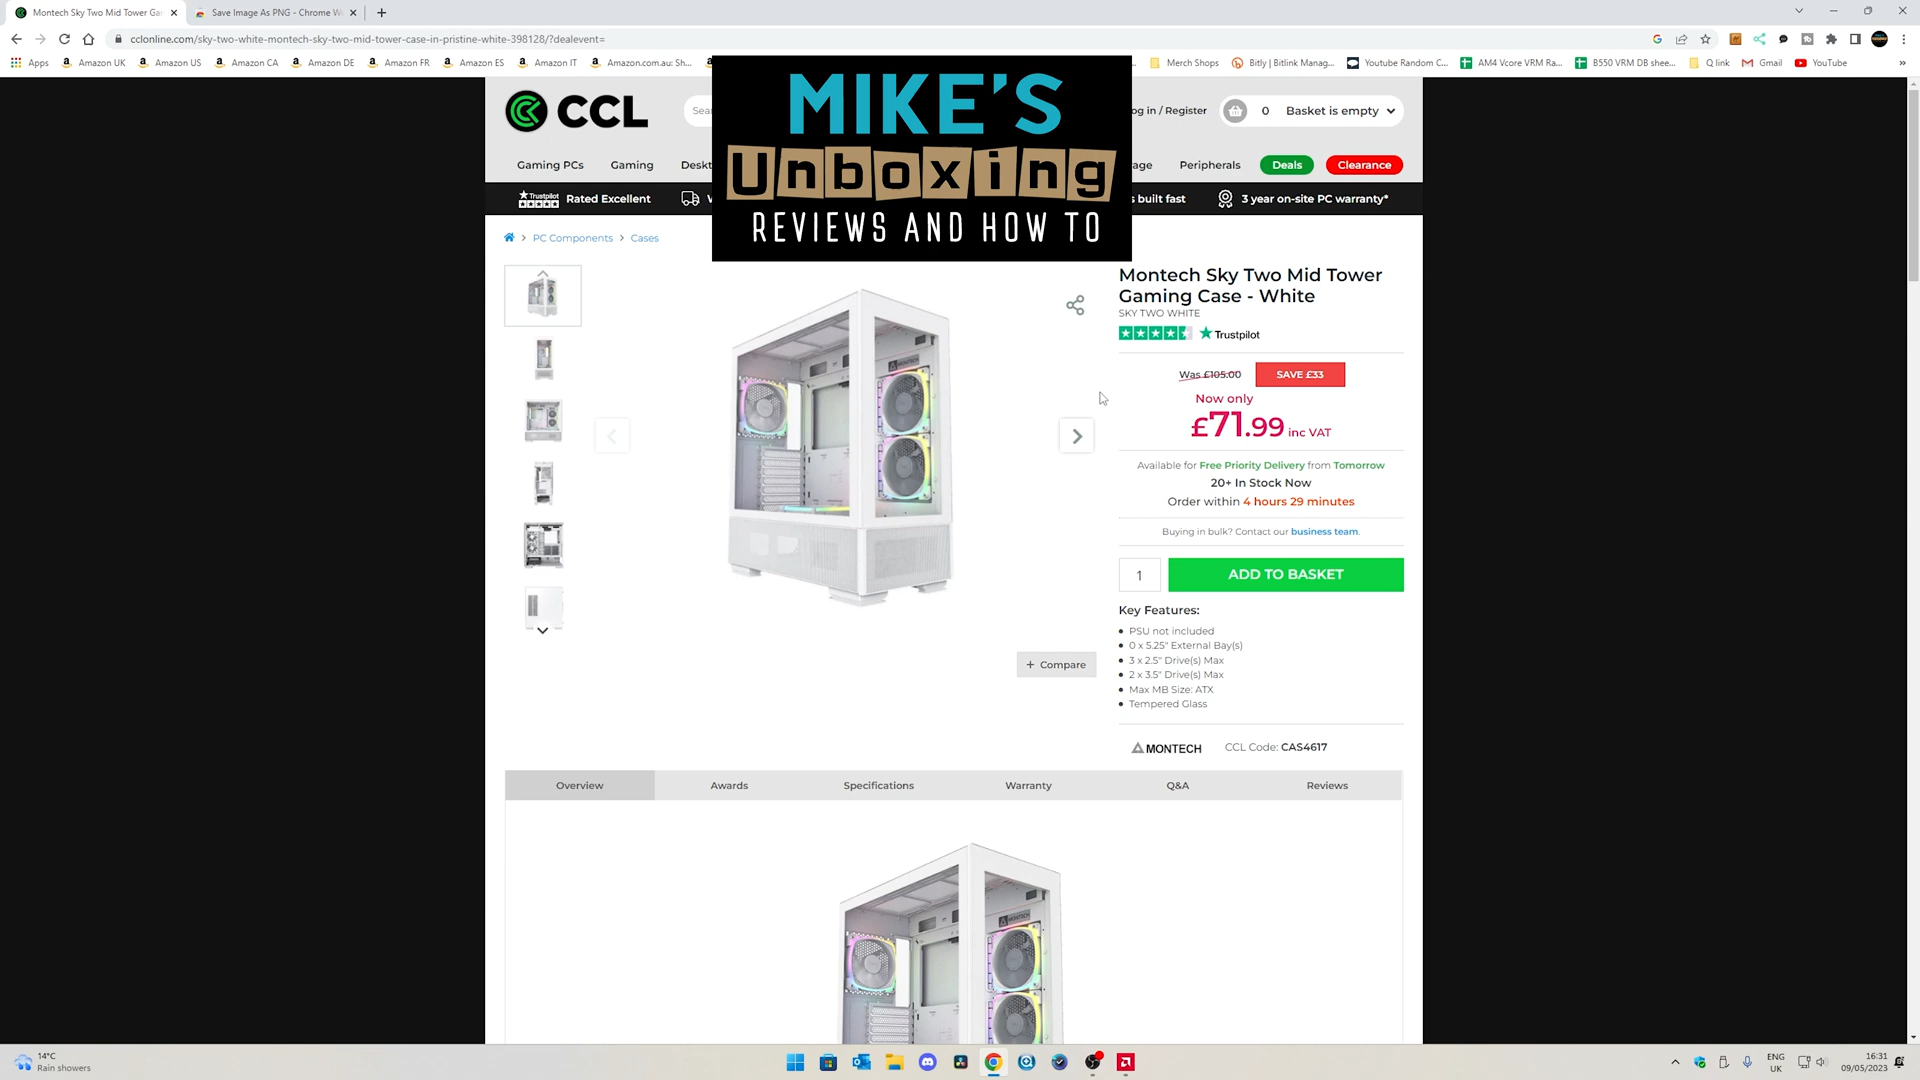 Montech Sky Two Mid Tower Ga
Save Image As PNG - Chrome W
cclonline.com/sky-two-white-montech-sky-two-mid-tower-case-in-pristine-white-398128/?dealevent=
Apps Amazon UK Amazon US Amazon CA Amazon DE Amazon FR Amazon ES Amazon IT Amazon.com.au: Sh... Merch Shops Bitly | Bitlink Manag... Youtube Random C... AM4 Vcore VRM Ra... B550 VRM DB shee... Q link Gmail YouTube
MIKE'S
Unboxing
REVIEWS AND HOW TO
CCL
Sear
og in / Register
0 Basket is empty
Gaming PCs Gaming Deskt
Peripherals Deals Clearance
Trustpilot Rated Excellent
s built fast
3 year on-site PC warranty*
PC Components Cases
Montech Sky Two Mid Tower
Gaming Case - White
SKY TWO WHITE
Trustpilot
Was £105.00 SAVE £33
Now only
£71.99 inc VAT
Available for Free Priority Delivery from Tomorrow
20+ In Stock Now
Order within 4 hours 29 minutes
Buying in bulk? Contact our business team.
1 ADD TO BASKET
Key Features:
PSU not included
0 x 5.25" External Bay(s)
3 x 2.5" Drive(s) Max
2 x 3.5" Drive(s) Max
Max MB Size: ATX
Tempered Glass
+ Compare
MONTECH CCL Code: CAS4617
Overview Awards Specifications Warranty Q&A Reviews
14°C
Rain showers
ENG
UK
16:31
09/05/2023